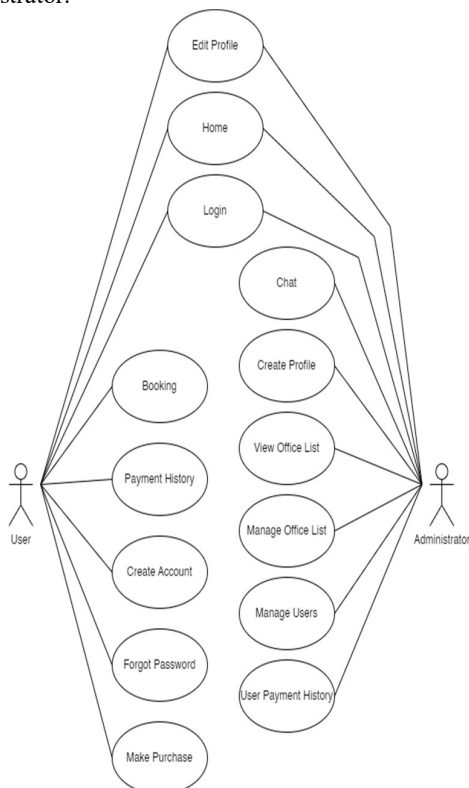 strator.
Edit Profile
Home
Login
Chat
Create Profile
Booking
View Office List
Payment History
User
Administrator
Manage Office List
Create Account
Manage Users
Forgot Password
User Payment History
Make Purchase